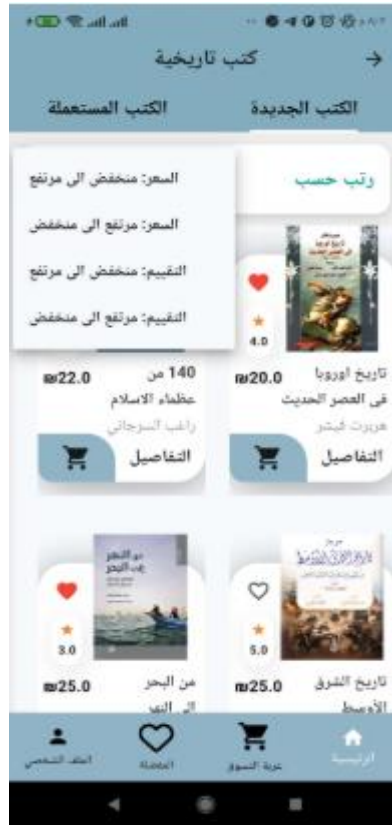 كتب تاريخية
الكتب الجديدة
الكتب المستعملة
رتب حسب
السعر: منخفض الى مرتفع
السعر: مرتفع الى منخفض
التقييم: منخفض الى مرتفع
التقييم: مرتفع الى منخفض
4.0
تاريخ اوروبا
في العصر الحديث
₪20.0
هربرت فيشر
التفاصيل
140 من
عظماء الاسلام
₪22.0
راغب السرجاني
التفاصيل
5.0
تاريخ الشرق
الأوسط
₪25.0
من النهر
إلى البحر
3.0
من البحر
الى النهر
₪25.0
الرئيسية
عربة التسوق
المفضلة
الملف الشخصي